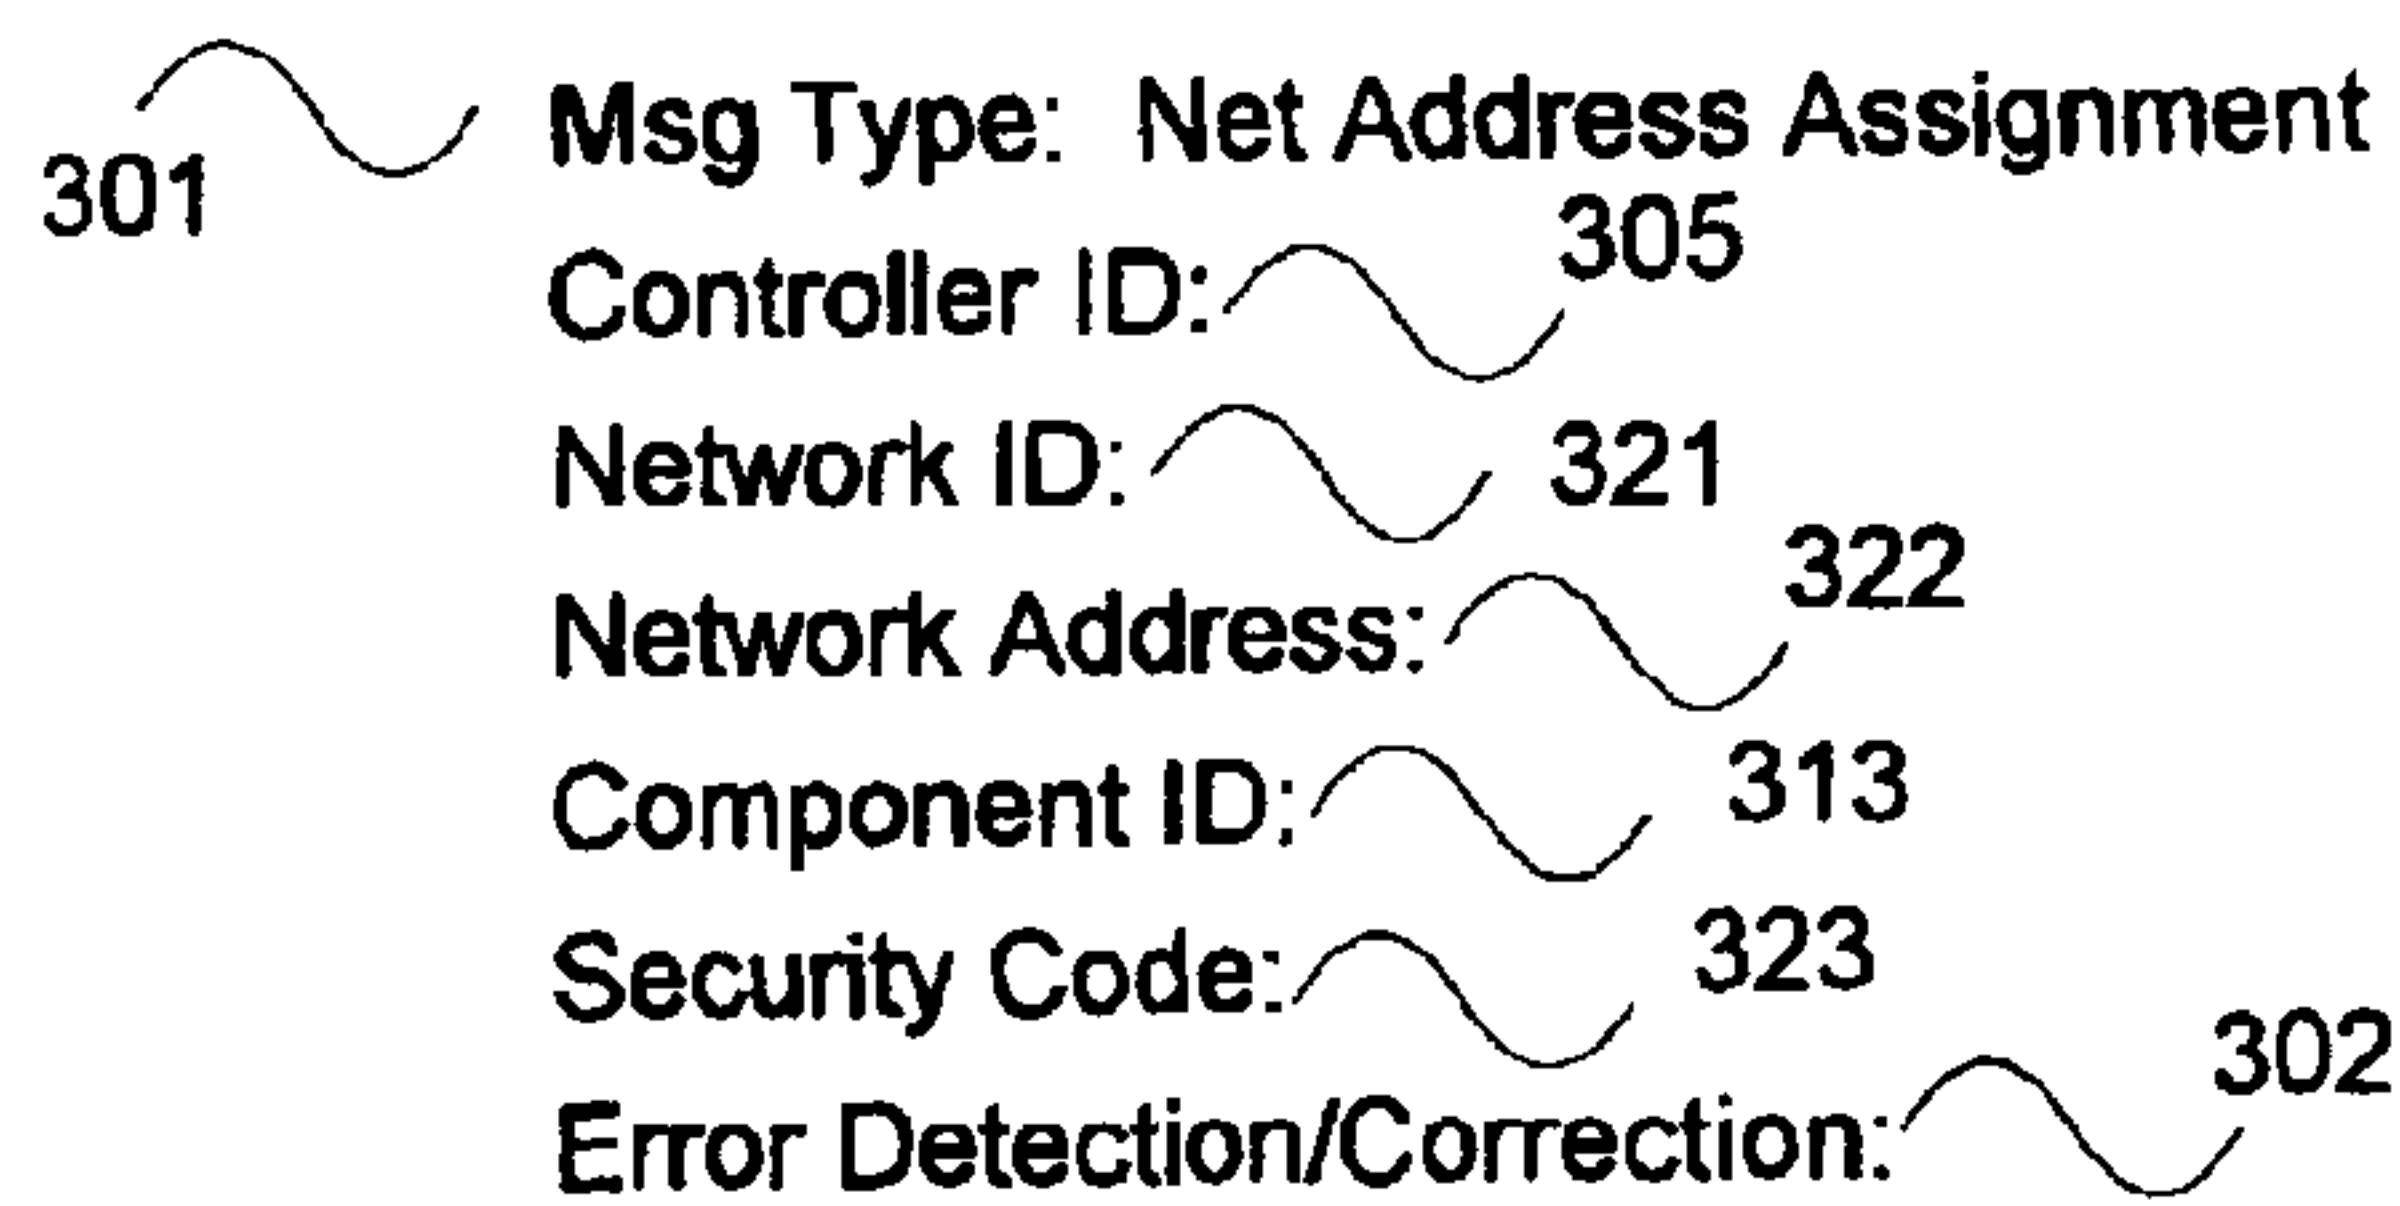 301 Msg Type: Net Address Assignment
Controller ID: 305
Network ID: 321
Network Address: 322
Component ID: 313
Security Code: 323
Error Detection/Correction: 302